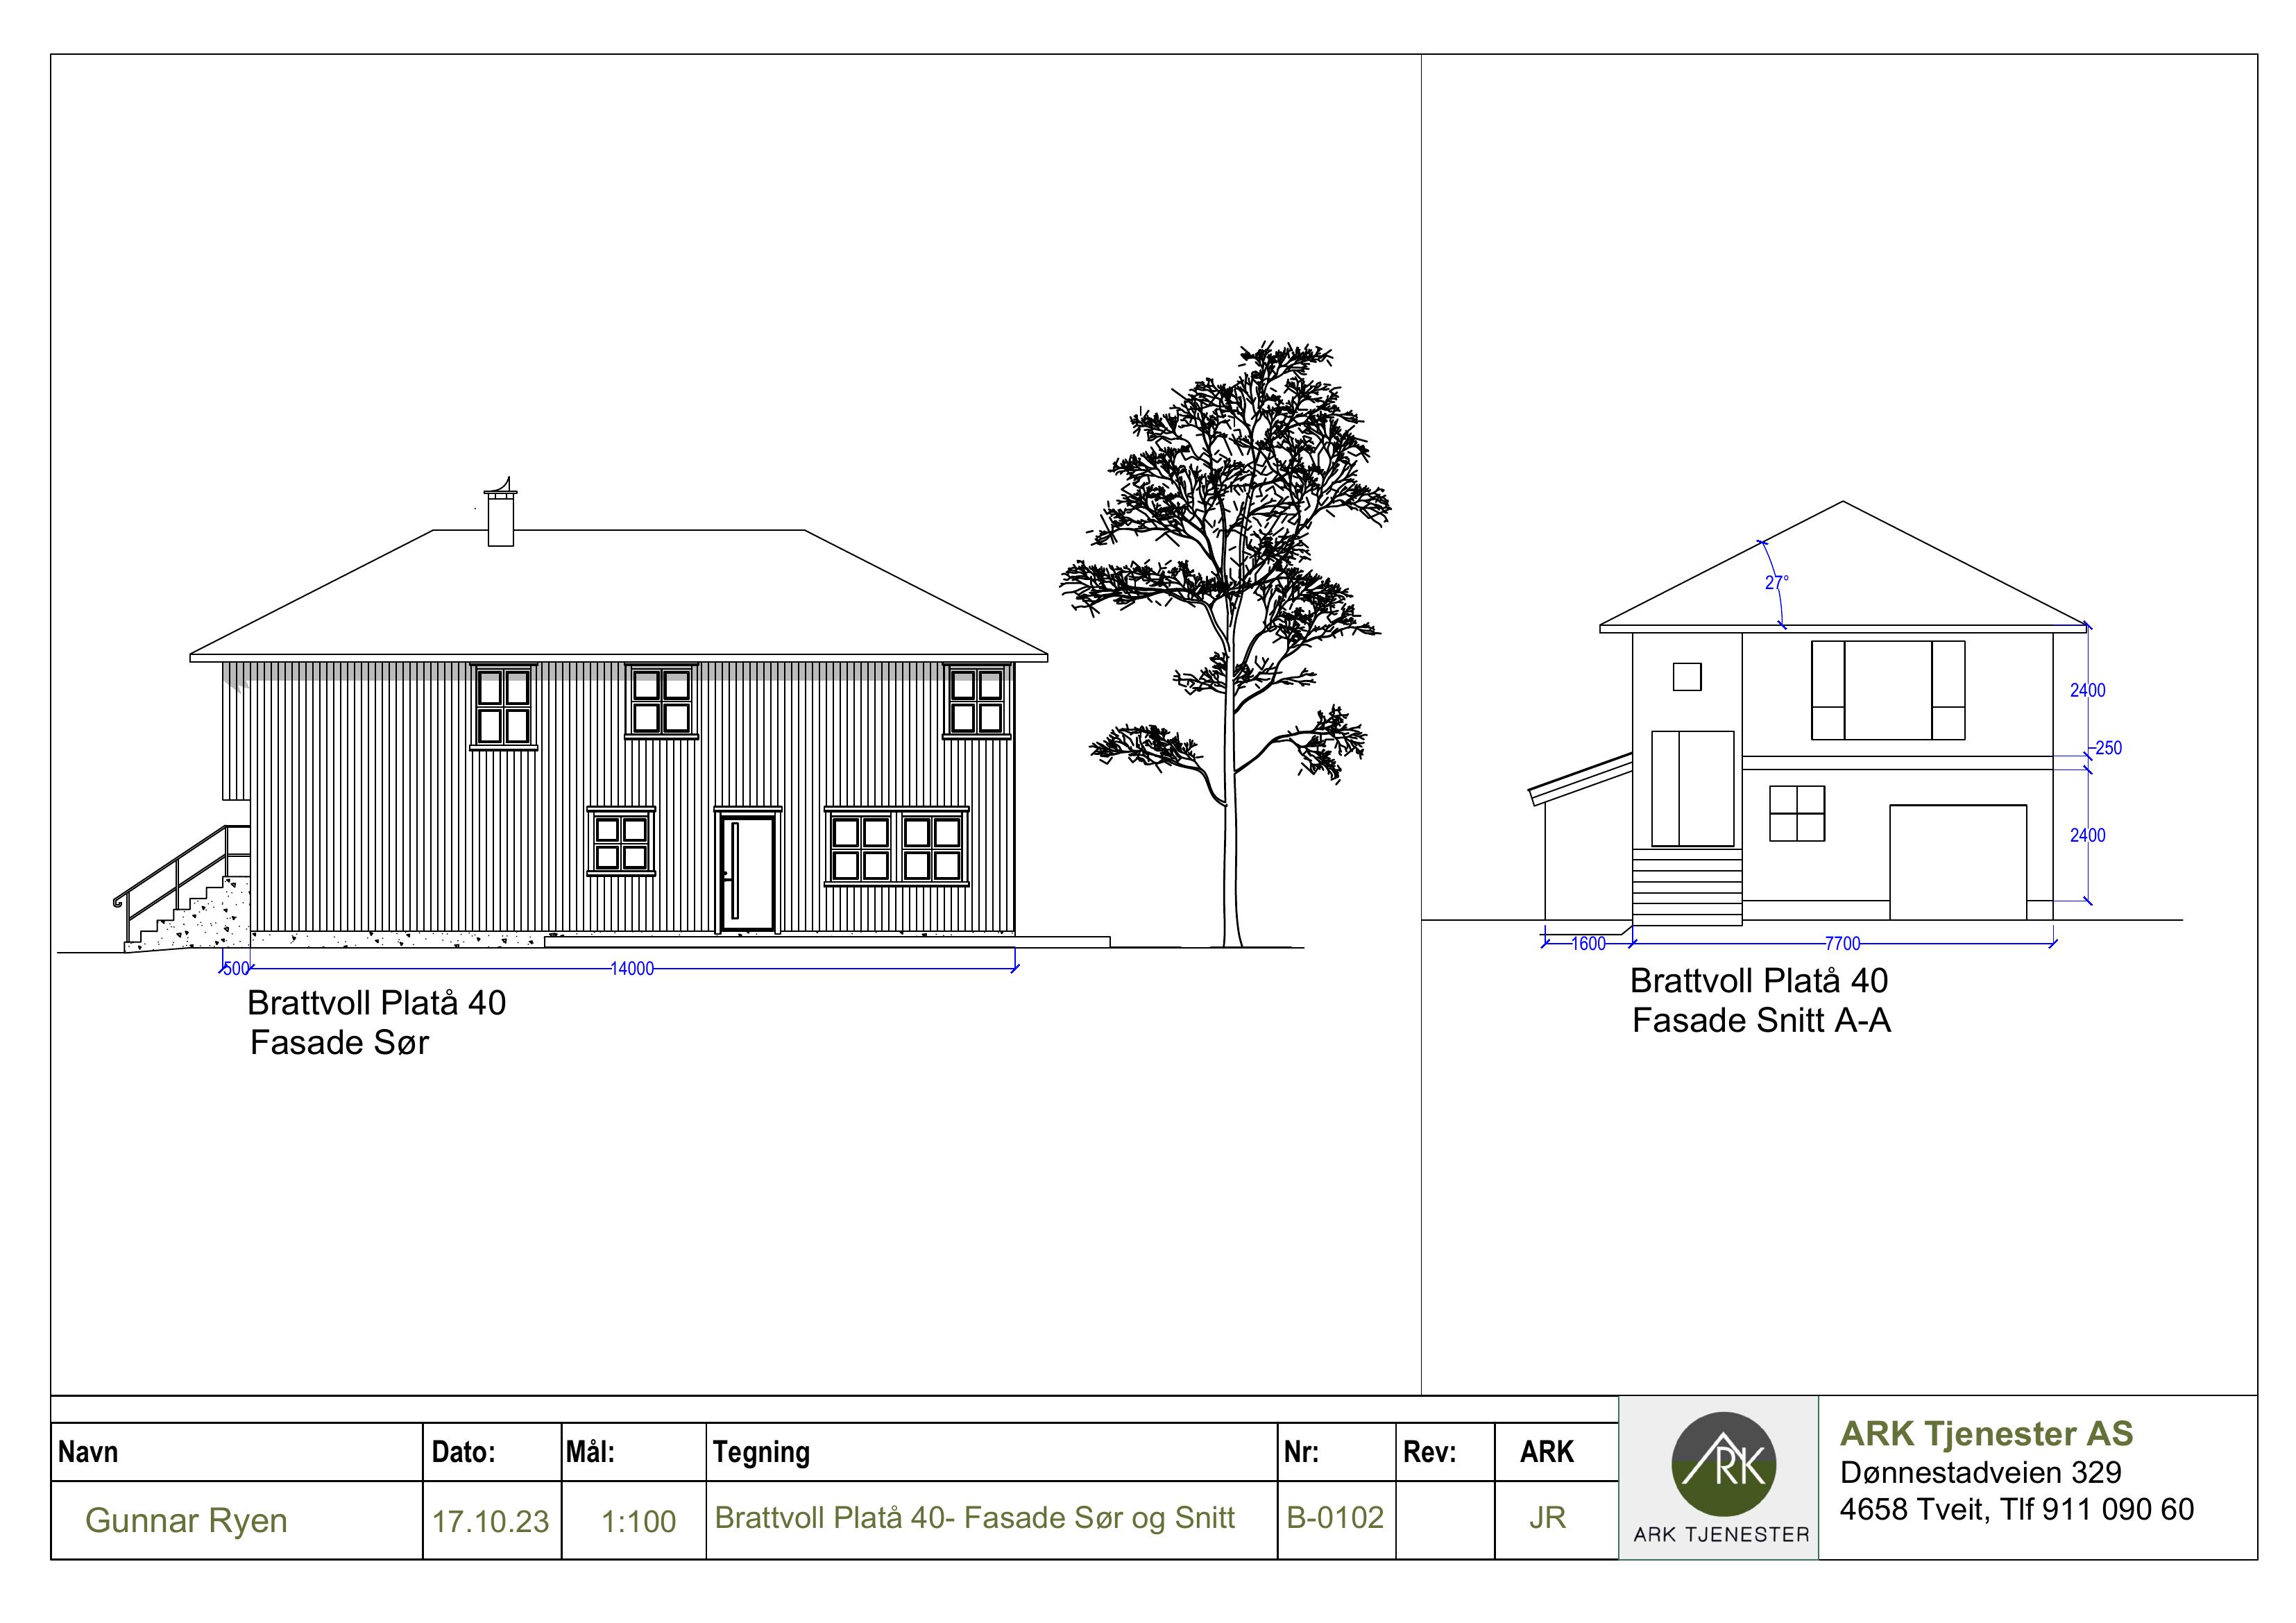 27°
2400
250
2400
500
14000
1600
7700
Brattvoll Platå 40
Fasade Sør
Brattvoll Platå 40
Fasade Snitt A-A
Navn
Dato:
Mål:
Tegning
Nr:
Rev:
ARK
Gunnar Ryen
17.10.23
1:100
Brattvoll Platå 40- Fasade Sør og Snitt
B-0102
JR
ARK
ARK TJENESTER
ARK Tjenester AS
Dønnestadveien 329
4658 Tveit, Tlf 911 090 60